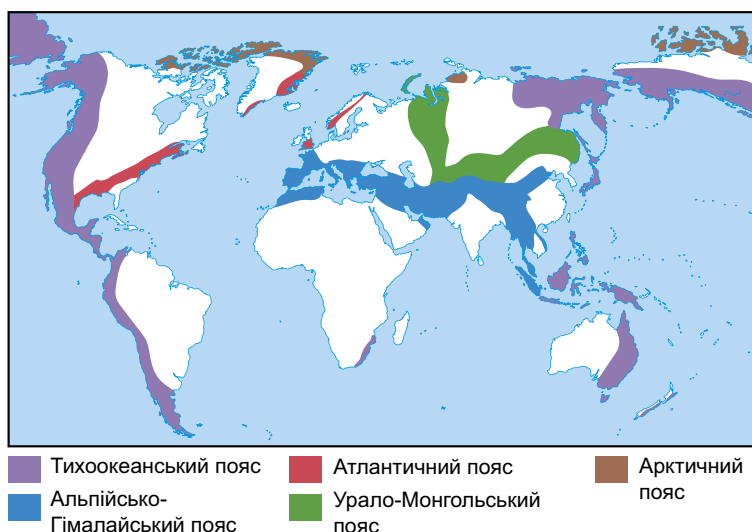 Тихоокеанський пояс
Альпійсько-
Гімалайський пояс
Атлантичний пояс
Урало-Монгольський
пояс
Арктичний
пояс